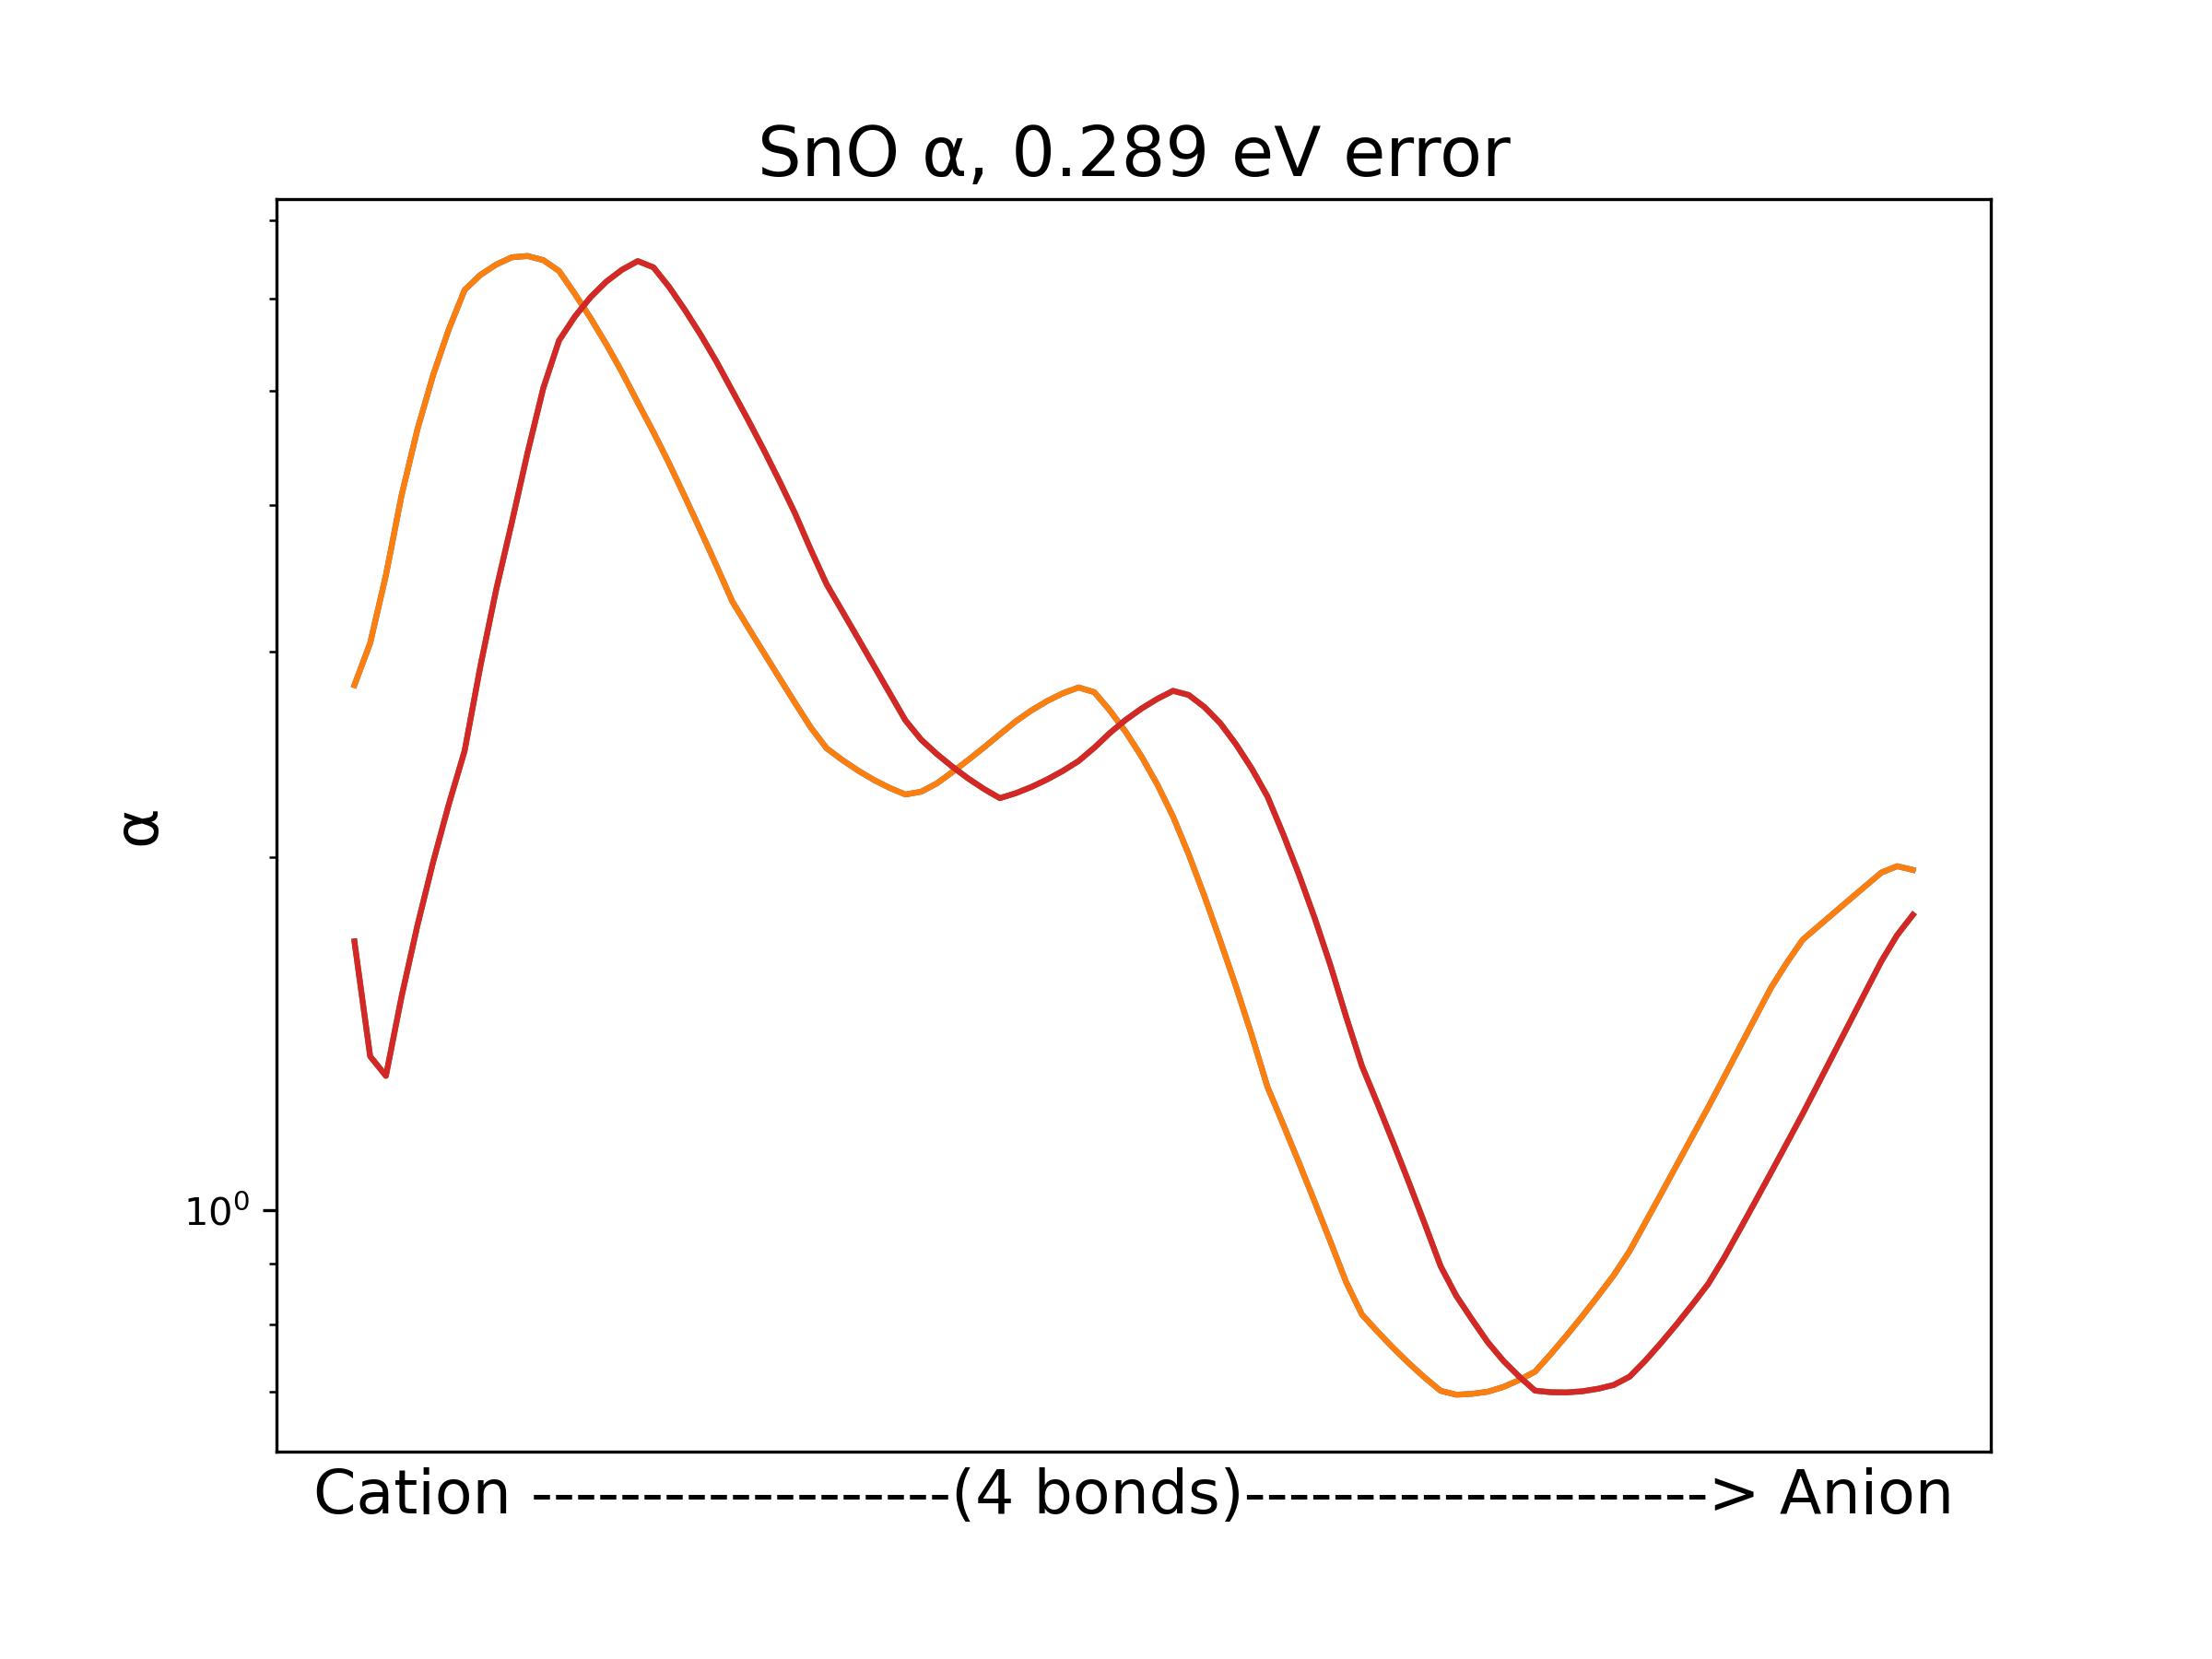 SnO α, 0.289 eV error
α
10⁰
Cation -------------------(4 bonds)---------------------> Anion